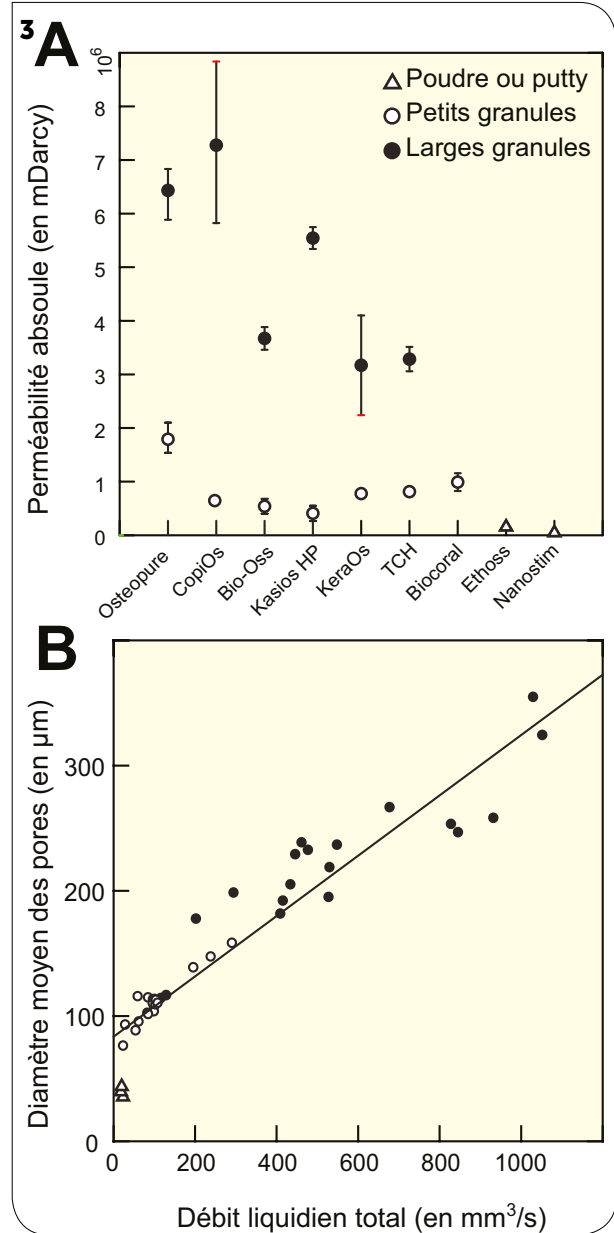 3
A
Perméabilité absoule (en mDarcy)
10⁶
8
7
6
5
4
3
2
1
0
Poudre ou putty
Petits granules
Larges granules
Osteopure
CopiOs
Bio-Oss
Kasios HP
KeraOs
TCH
Biocoral
Ethoss
Nanostim
B
Diamètre moyen des pores (en µm)
300
200
100
0
0 200 400 600 800 1000
Débit liquidien total (en mm³/s)